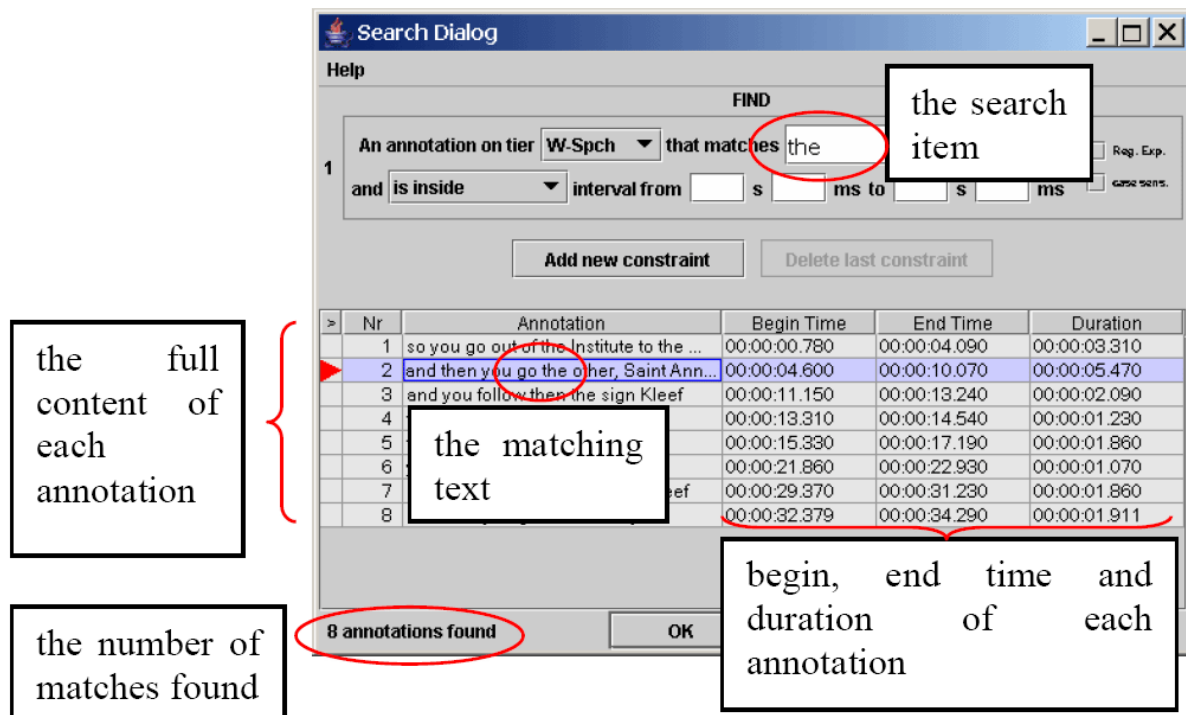 Search Dialog
Help
FIND
the search
item
An annotation on tier W-Spch that matches the
Reg. Exp.
1
and is inside interval from s ms to s ms
case sens.
Add new constraint Delete last constraint
the full
content of
each
annotation
> Nr Annotation Begin Time End Time Duration
1 so you go out of the Institute to the ... 00:00:00.780 00:00:04.090 00:00:03.310
2 and then you go the other, Saint Ann... 00:00:04.600 00:00:10.070 00:00:05.470
3 and you follow then the sign Kleef 00:00:11.150 00:00:13.240 00:00:02.090
4 00:00:13.310 00:00:14.540 00:00:01.230
5 00:00:15.330 00:00:17.190 00:00:01.860
6 00:00:21.860 00:00:22.930 00:00:01.070
7 00:00:29.370 00:00:31.230 00:00:01.860
8 00:00:32.379 00:00:34.290 00:00:01.911
the matching
text
begin, end time and
duration of each
annotation
8 annotations found OK
the number of
matches found